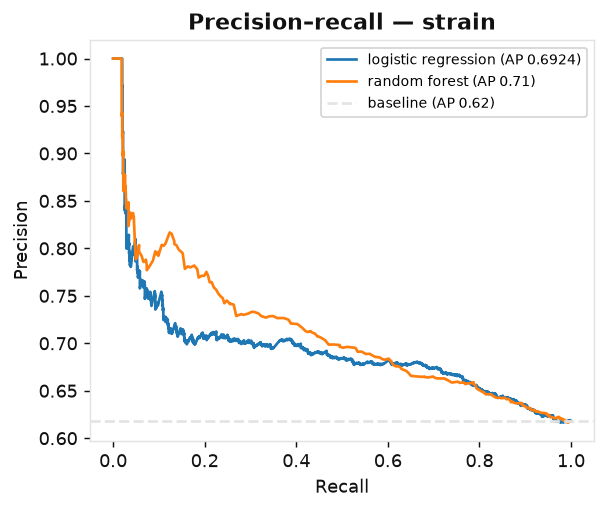 Precision–recall — strain
logistic regression (AP 0.6924)
random forest (AP 0.71)
baseline (AP 0.62)
1.00
0.95
0.90
0.85
0.80
0.75
0.70
0.65
0.60
Precision
0.0 0.2 0.4 0.6 0.8 1.0
Recall